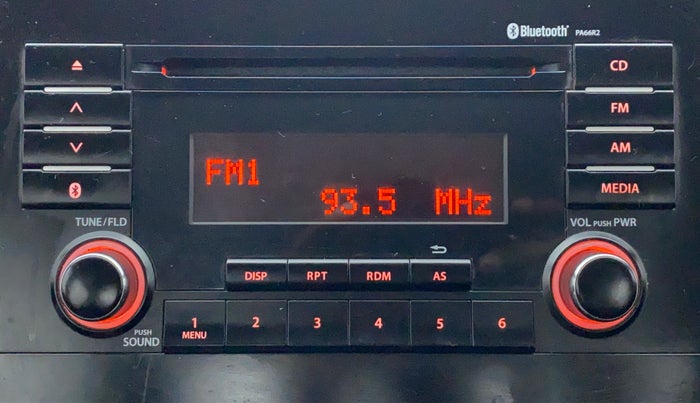 Bluetooth PA66R2
CD
FM
AM
MEDIA
FM1
93.5 MHz
TUNE/FLD
VOL PUSH PWR
DISP RPT RDM AS
PUSH
SOUND
1 2 3 4 5 6
MENU